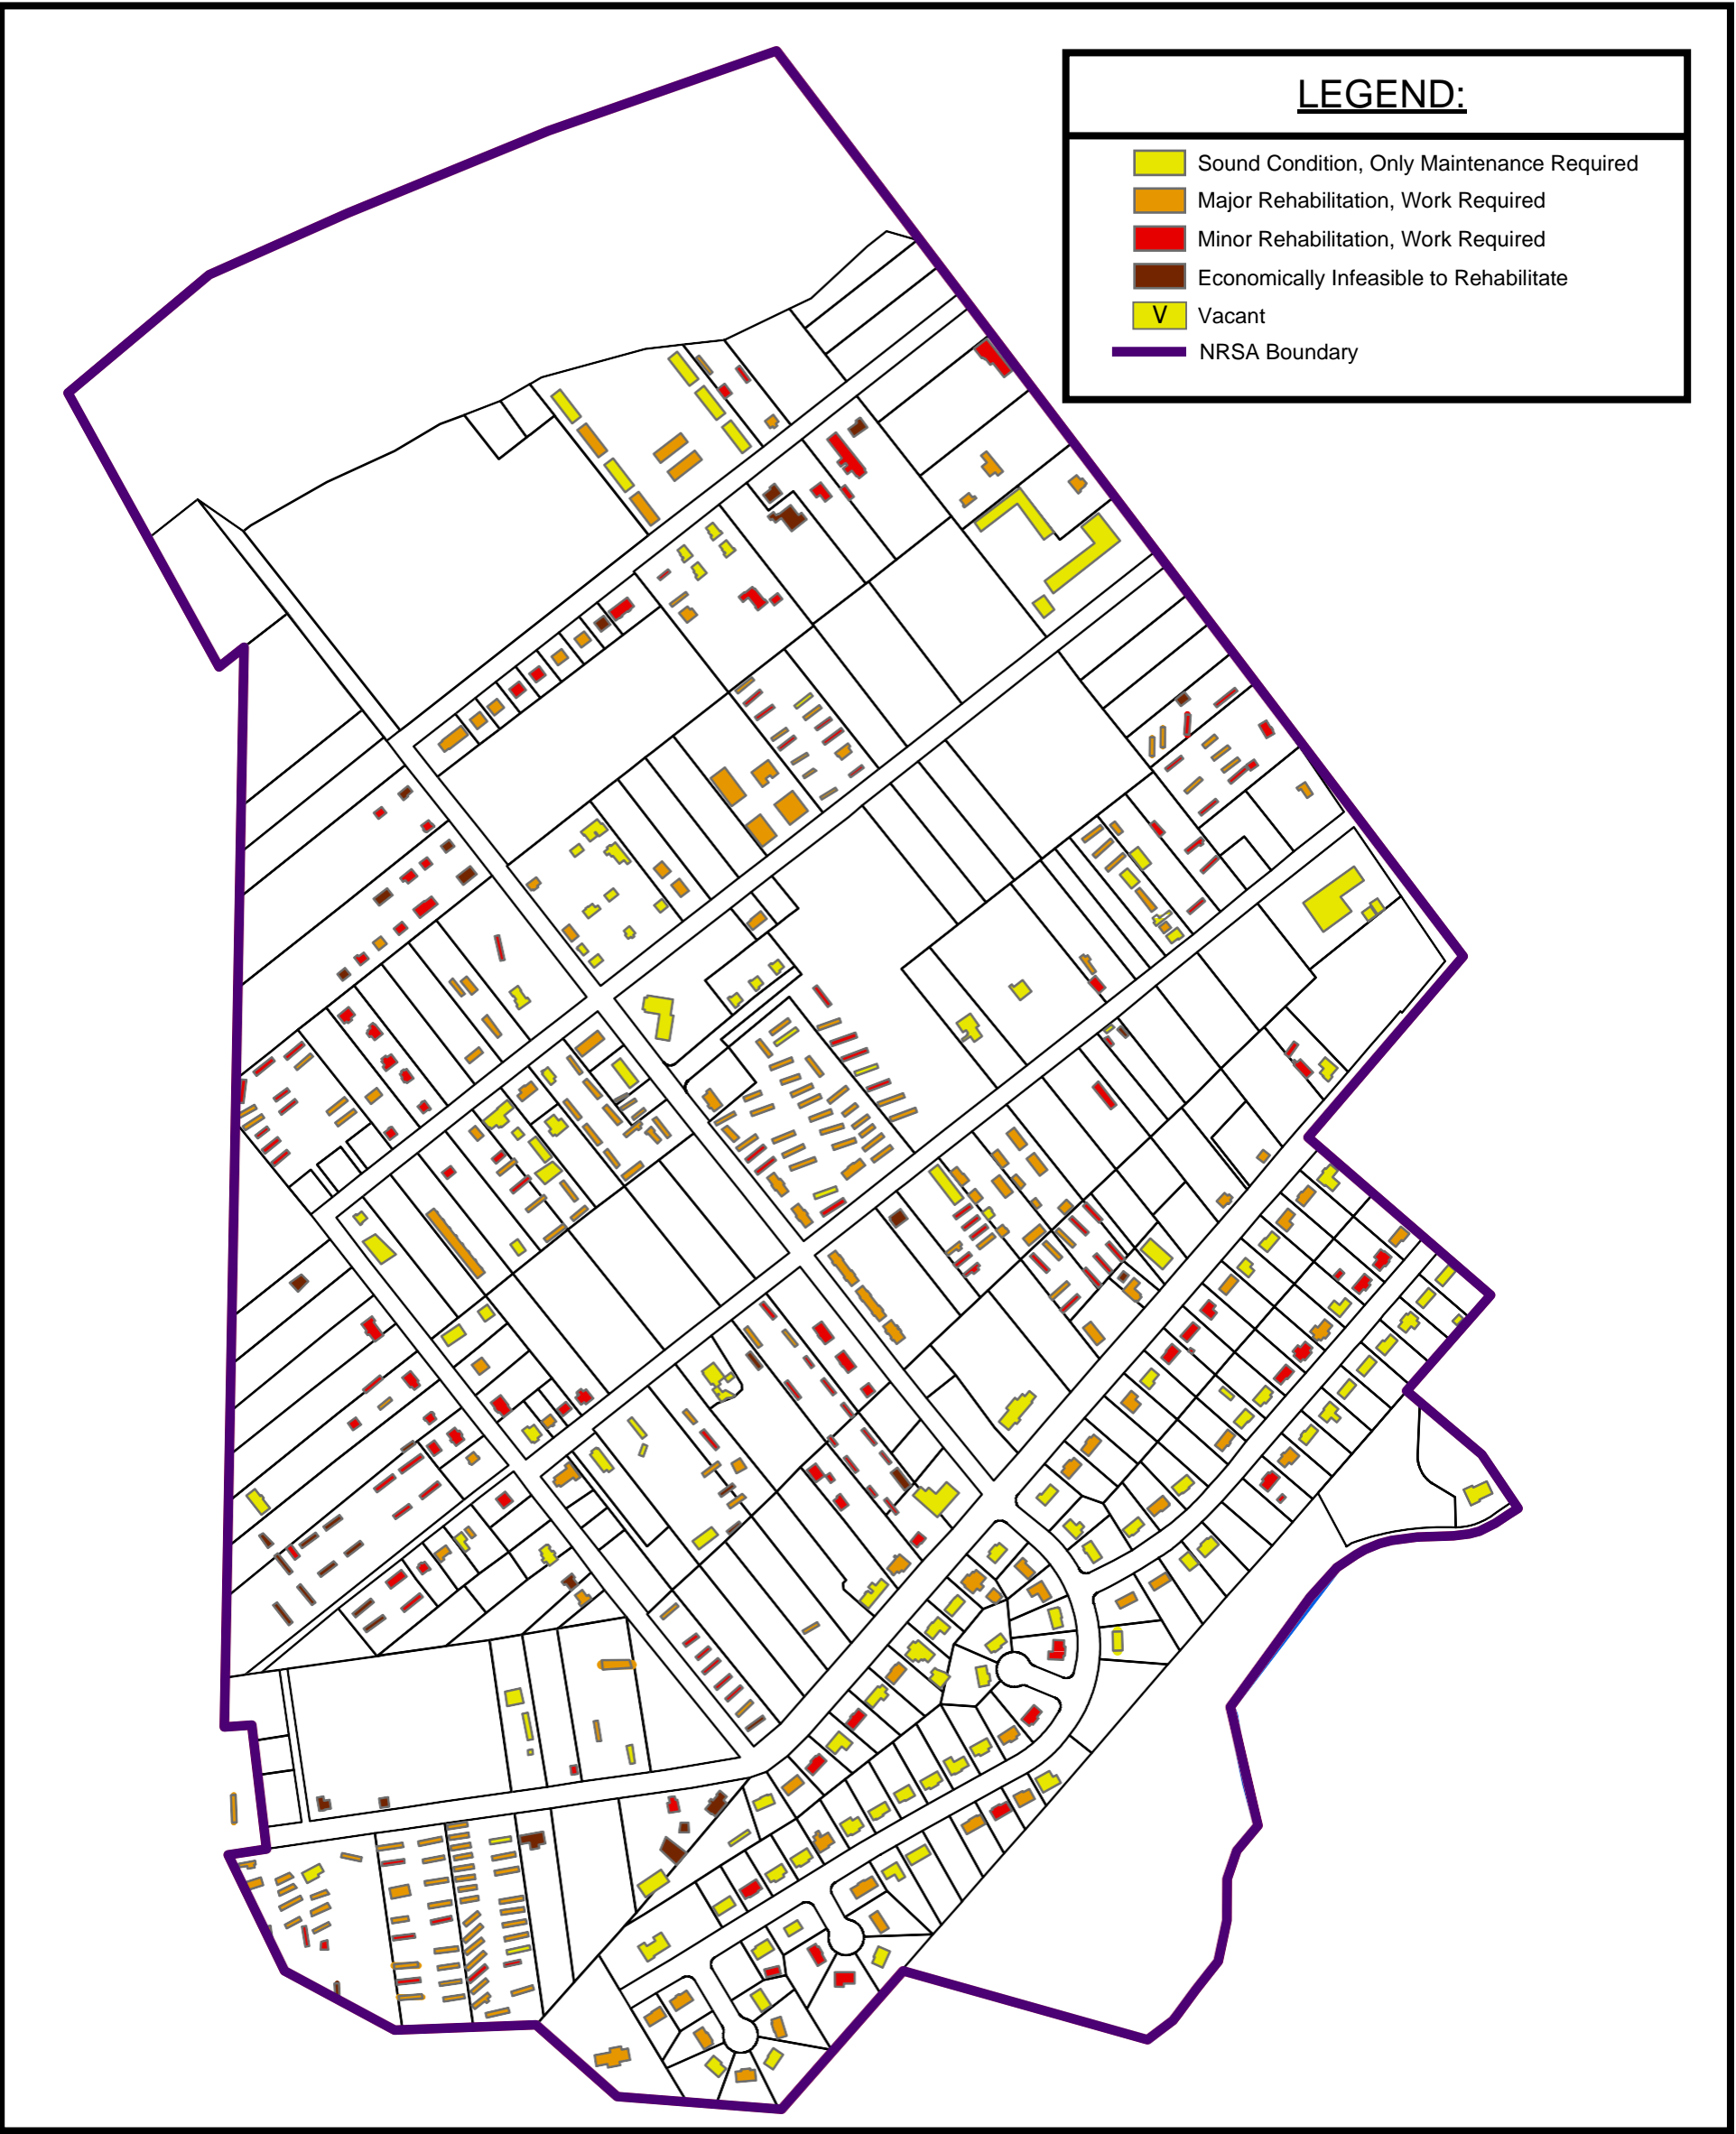 LEGEND:
Sound Condition, Only Maintenance Required
Major Rehabilitation, Work Required
Minor Rehabilitation, Work Required
Economically Infeasible to Rehabilitate
V Vacant
NRSA Boundary